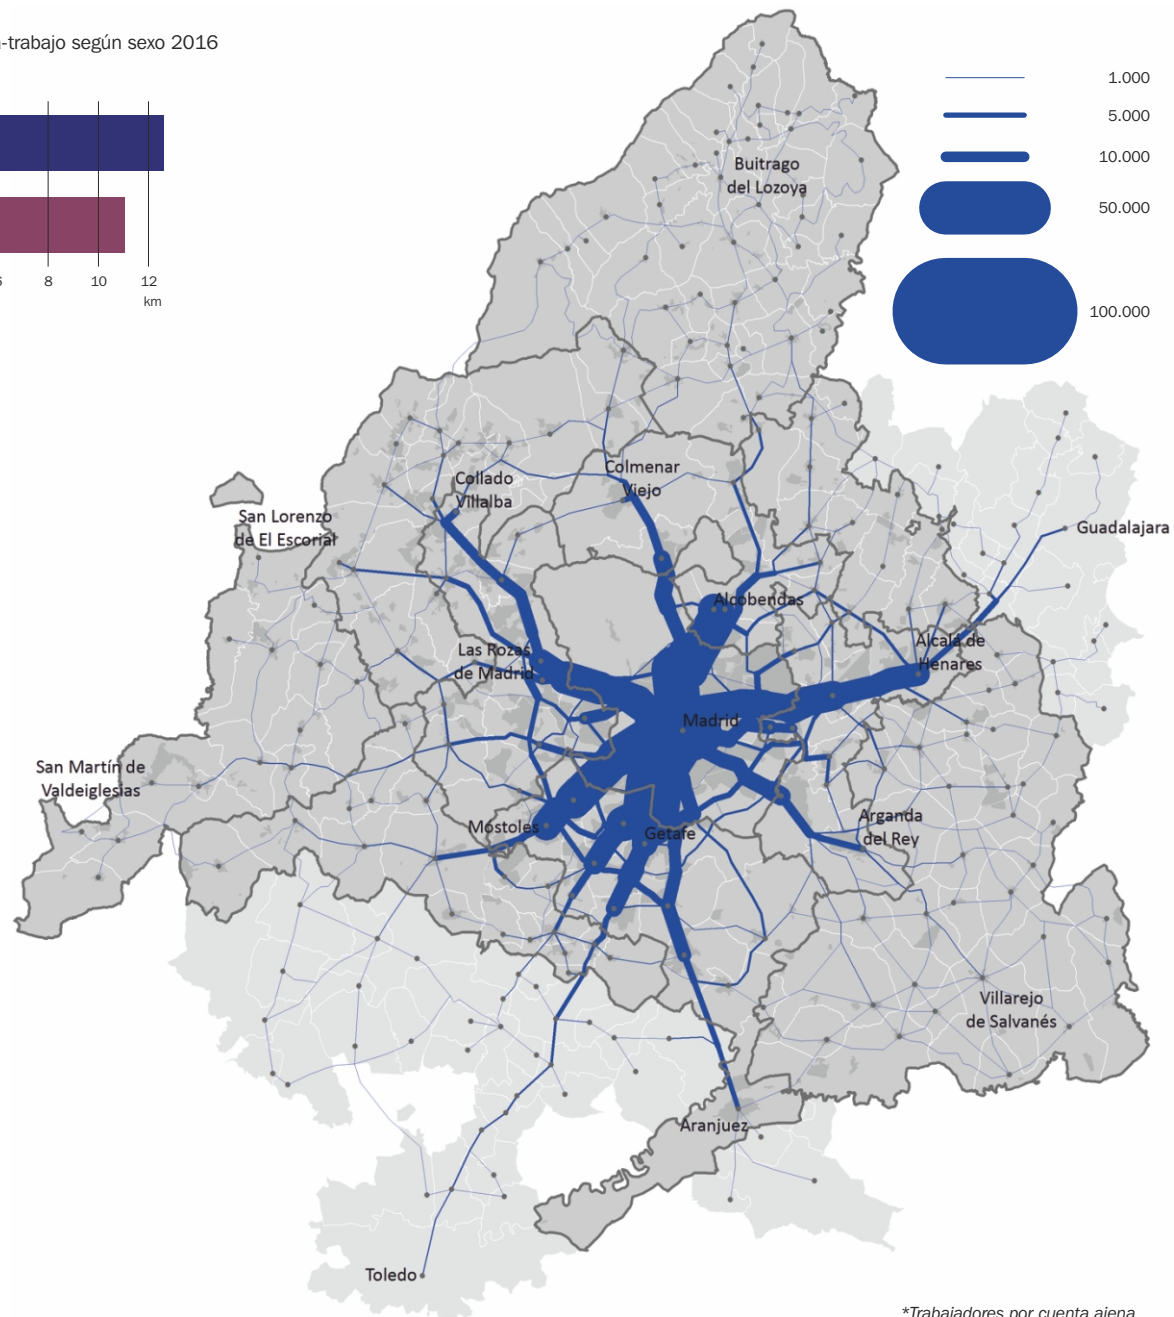 -trabajo según sexo 2016
8 10 12
km
1.000
5.000
10.000
50.000
100.000
Buitrago
del Lozoya
Collado
Villalba
Colmenar
Viejo
San Lorenzo
de El Escorial
Guadalajara
Alcobendas
Alcalá de
Henares
Las Rozas
de Madrid
Madrid
San Martín de
Valdeiglesias
Mostoles
Getafe
Arganda
del Rey
Villarejo
de Salvanés
Aranjuez
Toledo
*Trabajadores por cuenta ajena